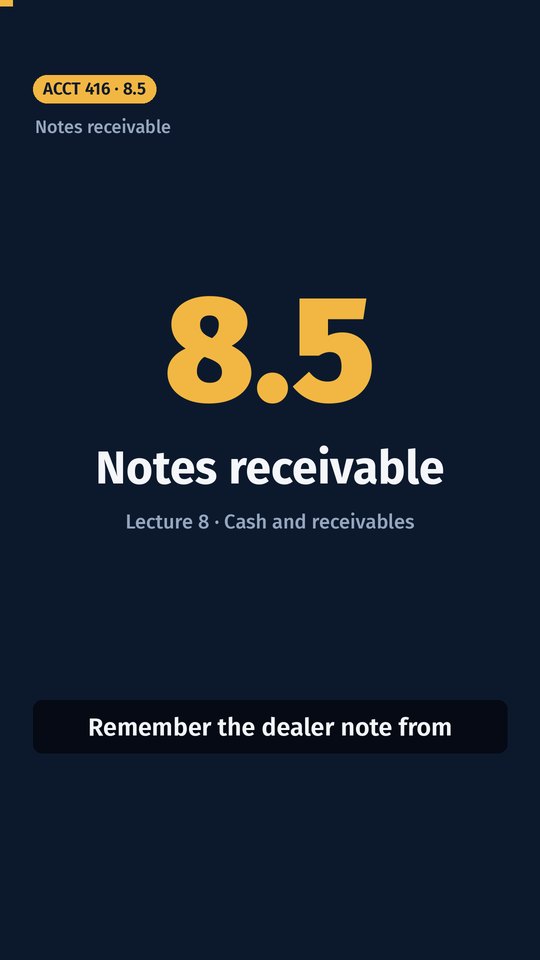 ACCT 416 · 8.5
Notes receivable
8.5
Notes receivable
Lecture 8 · Cash and receivables
Remember the dealer note from